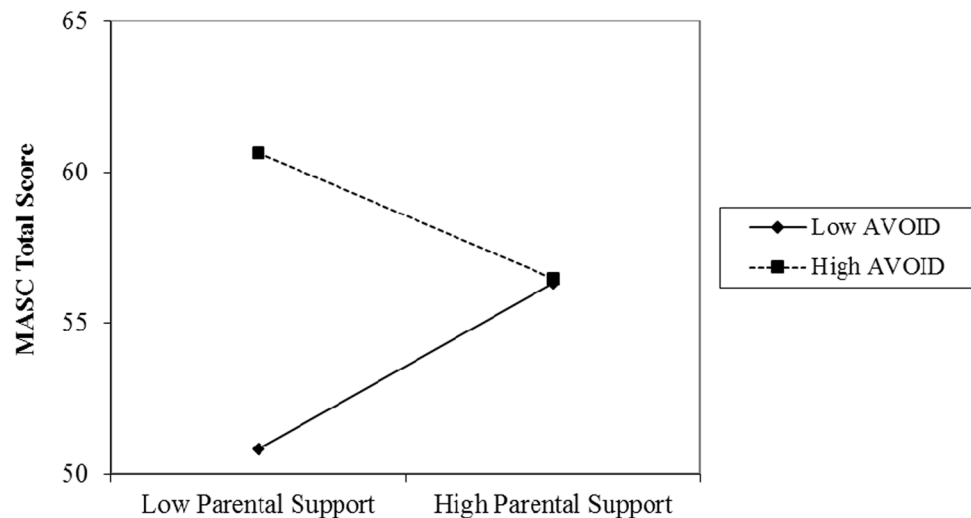 65
60
55
50
MASC Total Score
Low Parental Support
High Parental Support
Low AVOID
High AVOID